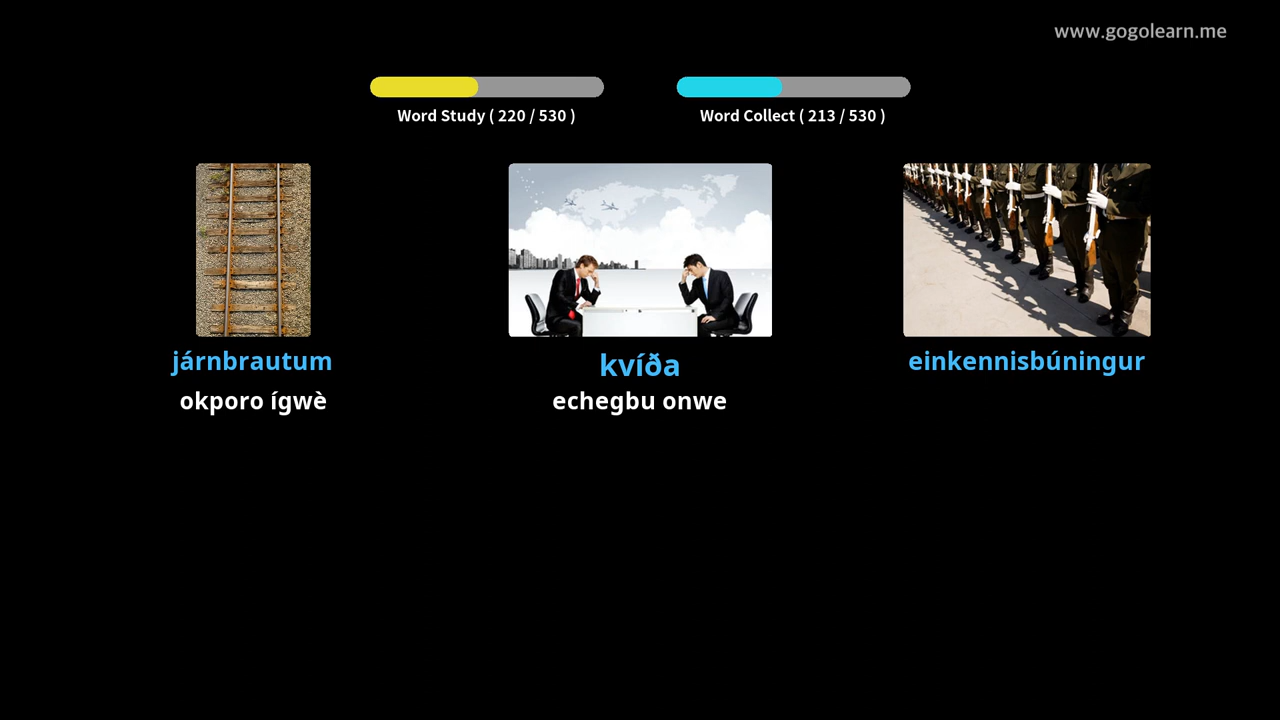 www.gogolearn.me
Word Study ( 220 / 530 )
Word Collect ( 213 / 530 )
járnbrautum
kvíða
einkennisbúningur
okporo ígwè
echegbu onwe